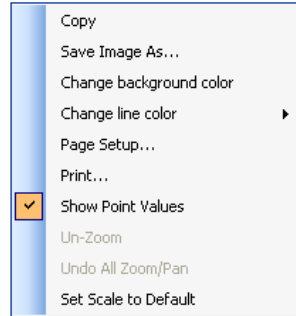 Copy
Save Image As...
Change background color
Change line color
Page Setup...
Print...
Show Point Values
Un-Zoom
Undo All Zoom/Pan
Set Scale to Default